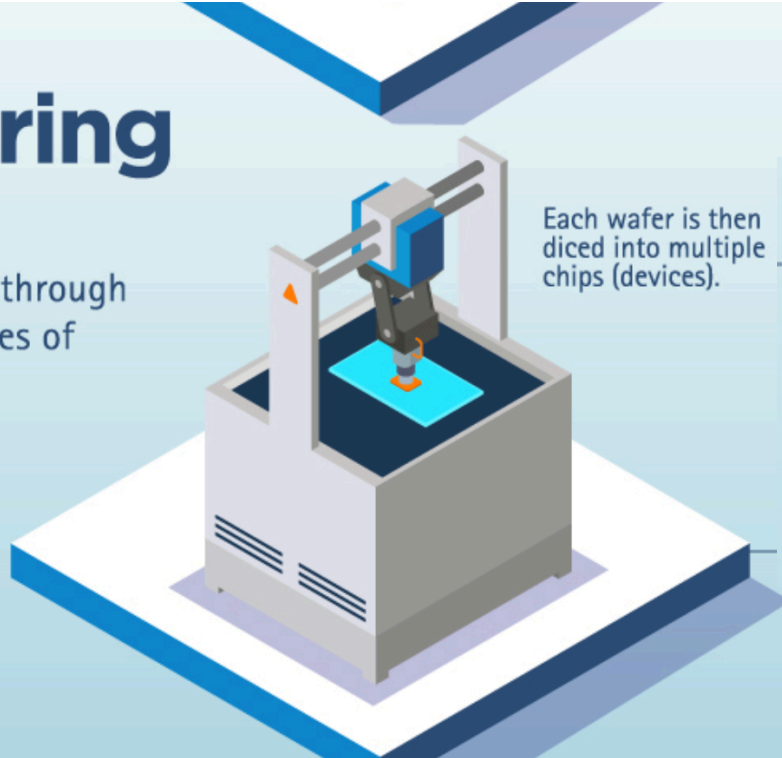 ring
through
es of
Each wafer is then
diced into multiple
chips (devices).